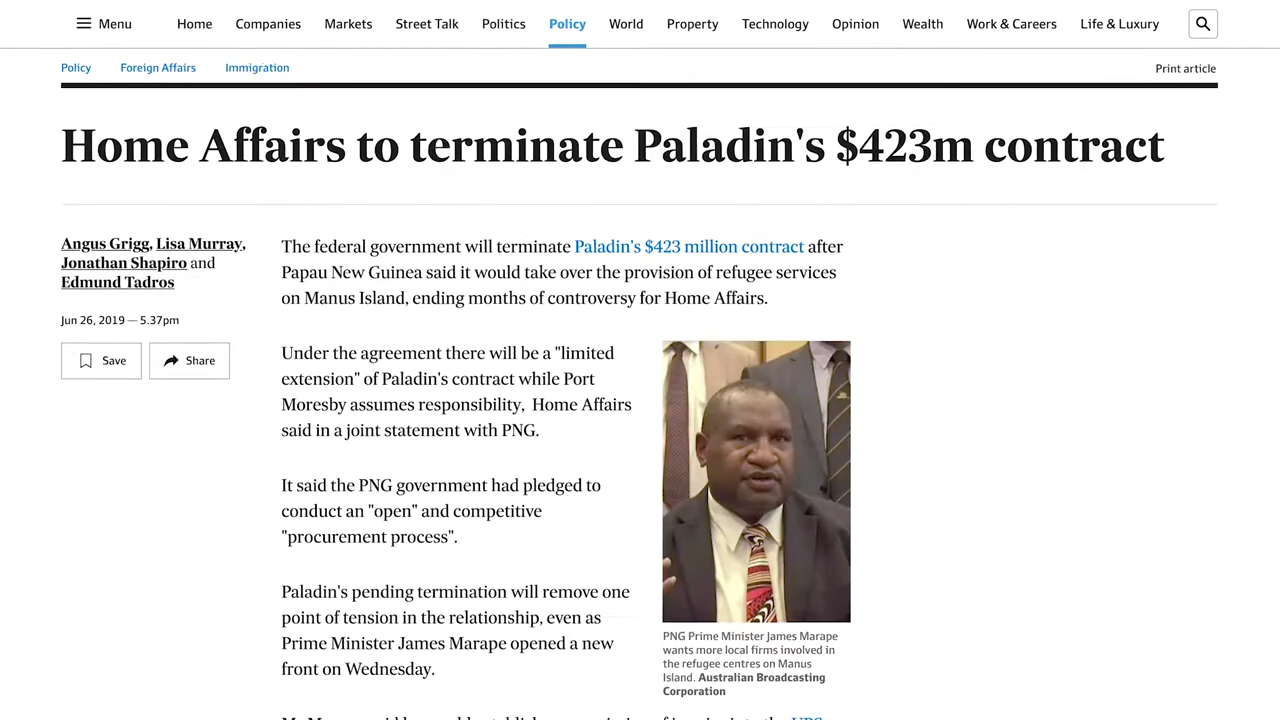 Menu Home Companies Markets Street Talk Politics Policy World Property Technology Opinion Wealth Work & Careers Life & Luxury
Policy Foreign Affairs Immigration Print article
Home Affairs to terminate Paladin's $423m contract
Angus Grigg, Lisa Murray,
Jonathan Shapiro and
Edmund Tadros
Jun 26, 2019 — 5.37pm
Save Share
The federal government will terminate Paladin's $423 million contract after
Papau New Guinea said it would take over the provision of refugee services
on Manus Island, ending months of controversy for Home Affairs.
Under the agreement there will be a "limited
extension" of Paladin's contract while Port
Moresby assumes responsibility, Home Affairs
said in a joint statement with PNG.
It said the PNG government had pledged to
conduct an "open" and competitive
"procurement process".
Paladin's pending termination will remove one
point of tension in the relationship, even as
Prime Minister James Marape opened a new
front on Wednesday.
PNG Prime Minister James Marape
wants more local firms involved in
the refugee centres on Manus
Island. Australian Broadcasting
Corporation